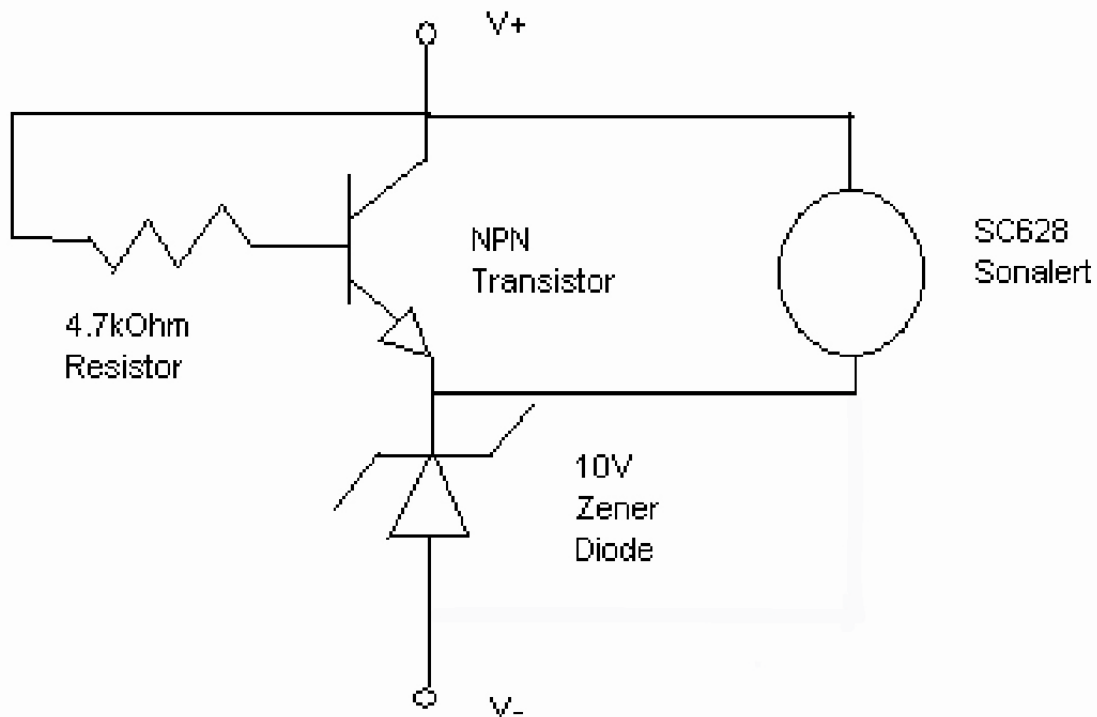 V+
NPN
Transistor
SC628
Sonalert
4.7kOhm
Resistor
10V
Zener
Diode
V-